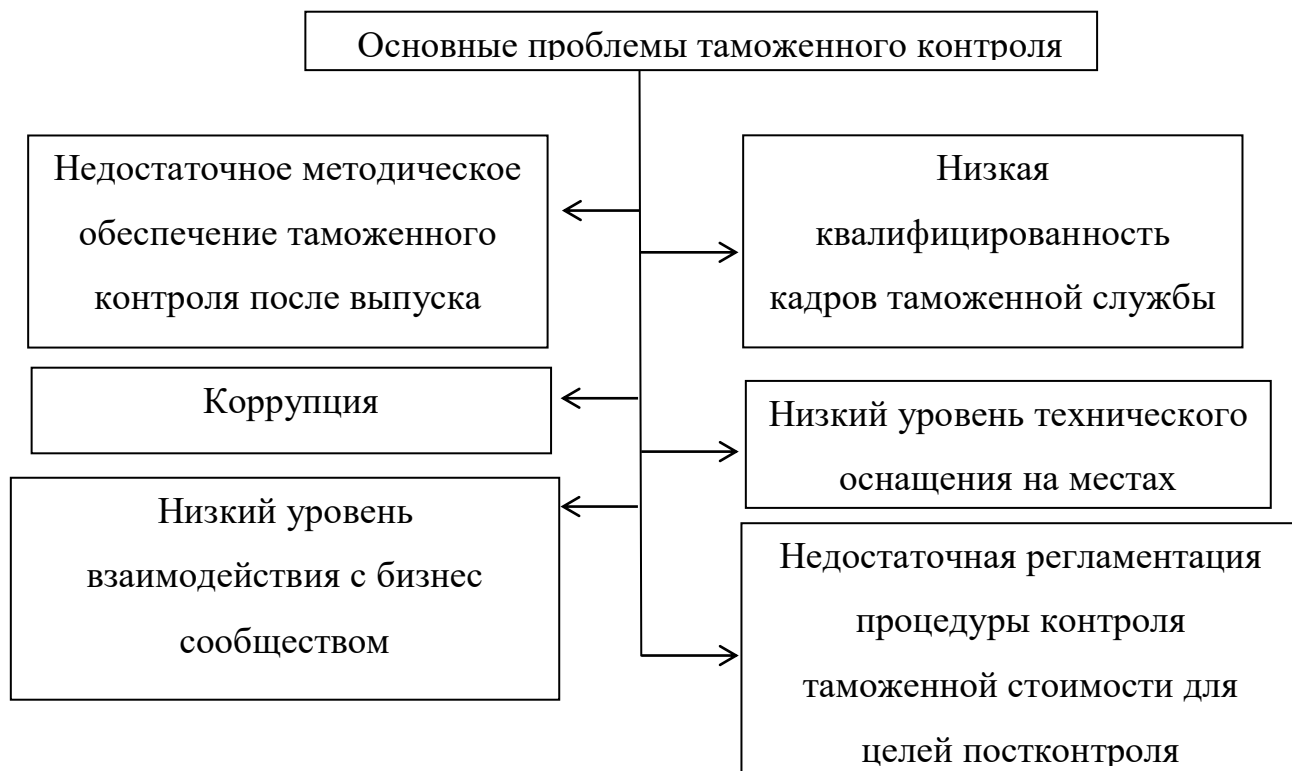 Основные проблемы таможенного контроля
Недостаточное методическое
обеспечение таможенного
контроля после выпуска
Низкая
квалифицированность
кадров таможенной службы
Коррупция
Низкий уровень технического
оснащения на местах
Низкий уровень
взаимодействия с бизнес
сообществом
Недостаточная регламентация
процедуры контроля
таможенной стоимости для
целей постконтроля